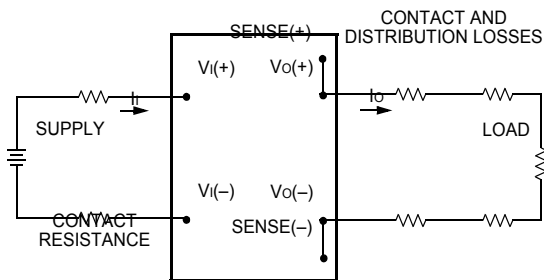 CONTACT AND
DISTRIBUTION LOSSES
SENSE(+)
VI(+)
VO(+)
II
IO
SUPPLY
LOAD
VI(–)
VO(–)
CONTACT
RESISTANCE
SENSE(–)